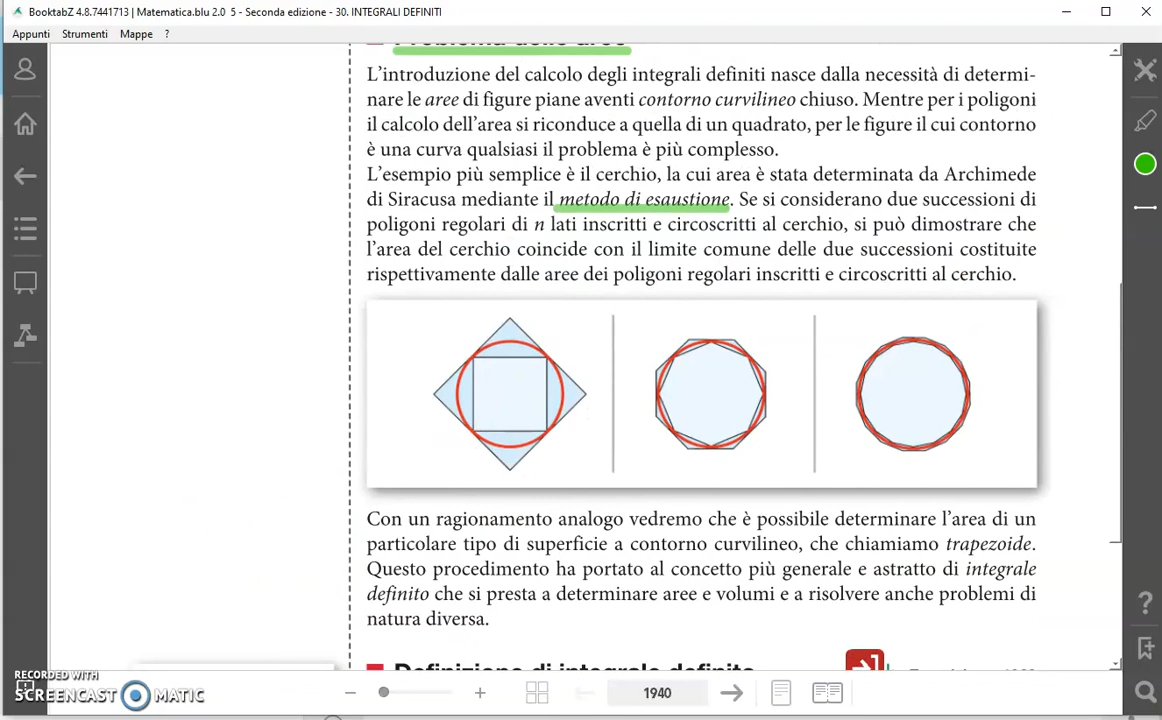 BooktabZ 4.8.7441713 | Matematica.blu 2.0 5 - Seconda edizione - 30. INTEGRALI DEFINITI
Appunti Strumenti Mappe ?
Problema delle aree
L'introduzione del calcolo degli integrali definiti nasce dalla necessità di determi-
nare le aree di figure piane aventi contorno curvilineo chiuso. Mentre per i poligoni
il calcolo dell'area si riconduce a quella di un quadrato, per le figure il cui contorno
è una curva qualsiasi il problema è più complesso.
L'esempio più semplice è il cerchio, la cui area è stata determinata da Archimede
di Siracusa mediante il metodo di esaustione. Se si considerano due successioni di
poligoni regolari di n lati inscritti e circoscritti al cerchio, si può dimostrare che
l'area del cerchio coincide con il limite comune delle due successioni costituite
rispettivamente dalle aree dei poligoni regolari inscritti e circoscritti al cerchio.
Con un ragionamento analogo vedremo che è possibile determinare l'area di un
particolare tipo di superficie a contorno curvilineo, che chiamiamo trapezoide.
Questo procedimento ha portato al concetto più generale e astratto di integrale
definito che si presta a determinare aree e volumi e a risolvere anche problemi di
natura diversa.
Definizione di integrale definito
RECORDED WITH
SCREENCAST MATIC
1940